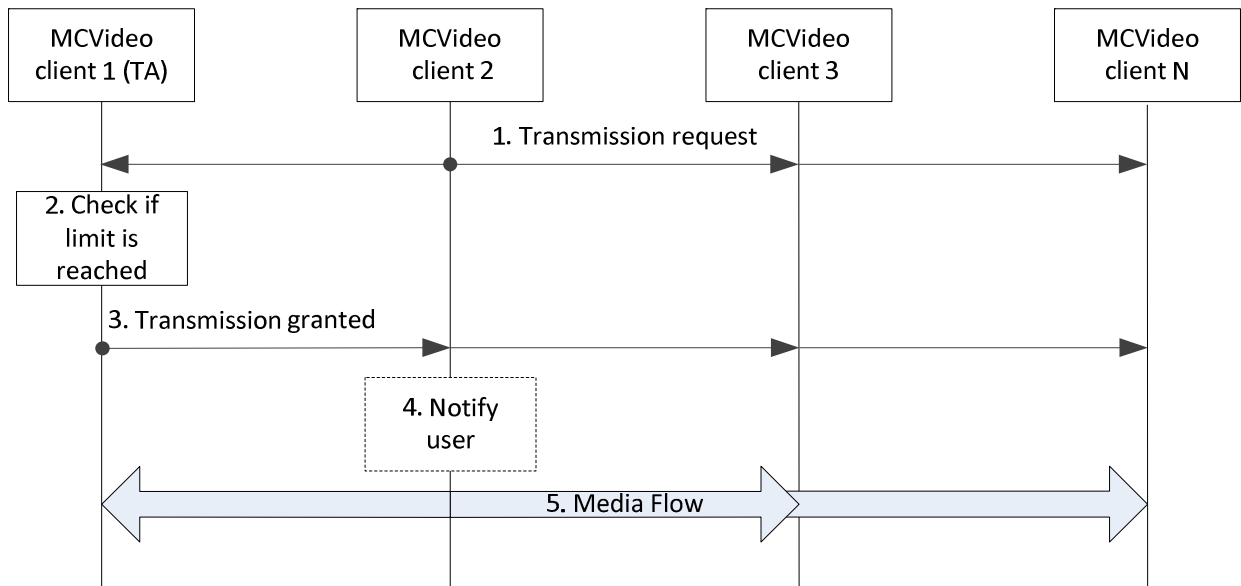 MCVideo
client 1 (TA)
MCVideo
client 2
MCVideo
client 3
MCVideo
client N
1. Transmission request
2. Check if
limit is
reached
3. Transmission granted
4. Notify
user
5. Media Flow